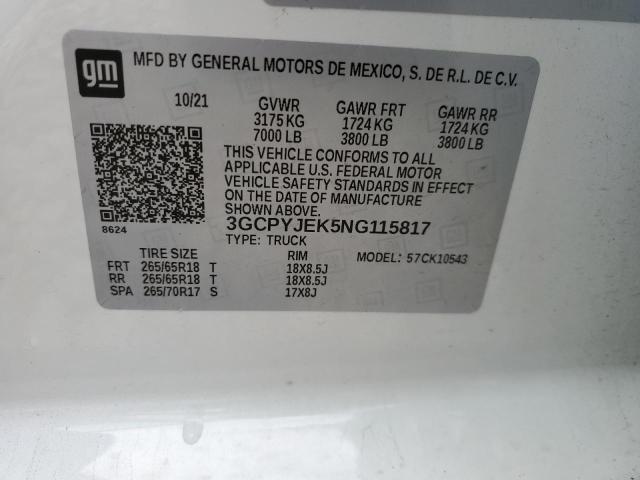 gm
MFD BY GENERAL MOTORS DE MEXICO, S. DE R.L. DE C.V.
10/21 GVWR GAWR FRT GAWR RR
3175 KG 1724 KG 1724 KG
7000 LB 3800 LB 3800 LB
THIS VEHICLE CONFORMS TO ALL
APPLICABLE U.S. FEDERAL MOTOR
VEHICLE SAFETY STANDARDS IN EFFECT
ON THE DATE OF MANUFACTURE
SHOWN ABOVE.
8624
3GCPYJEK5NG115817
TYPE: TRUCK
MODEL: 57CK10543
TIRE SIZE RIM
FRT 265/65R18 T 18X8.5J
RR 265/65R18 T 18X8.5J
SPA 265/70R17 S 17X8J